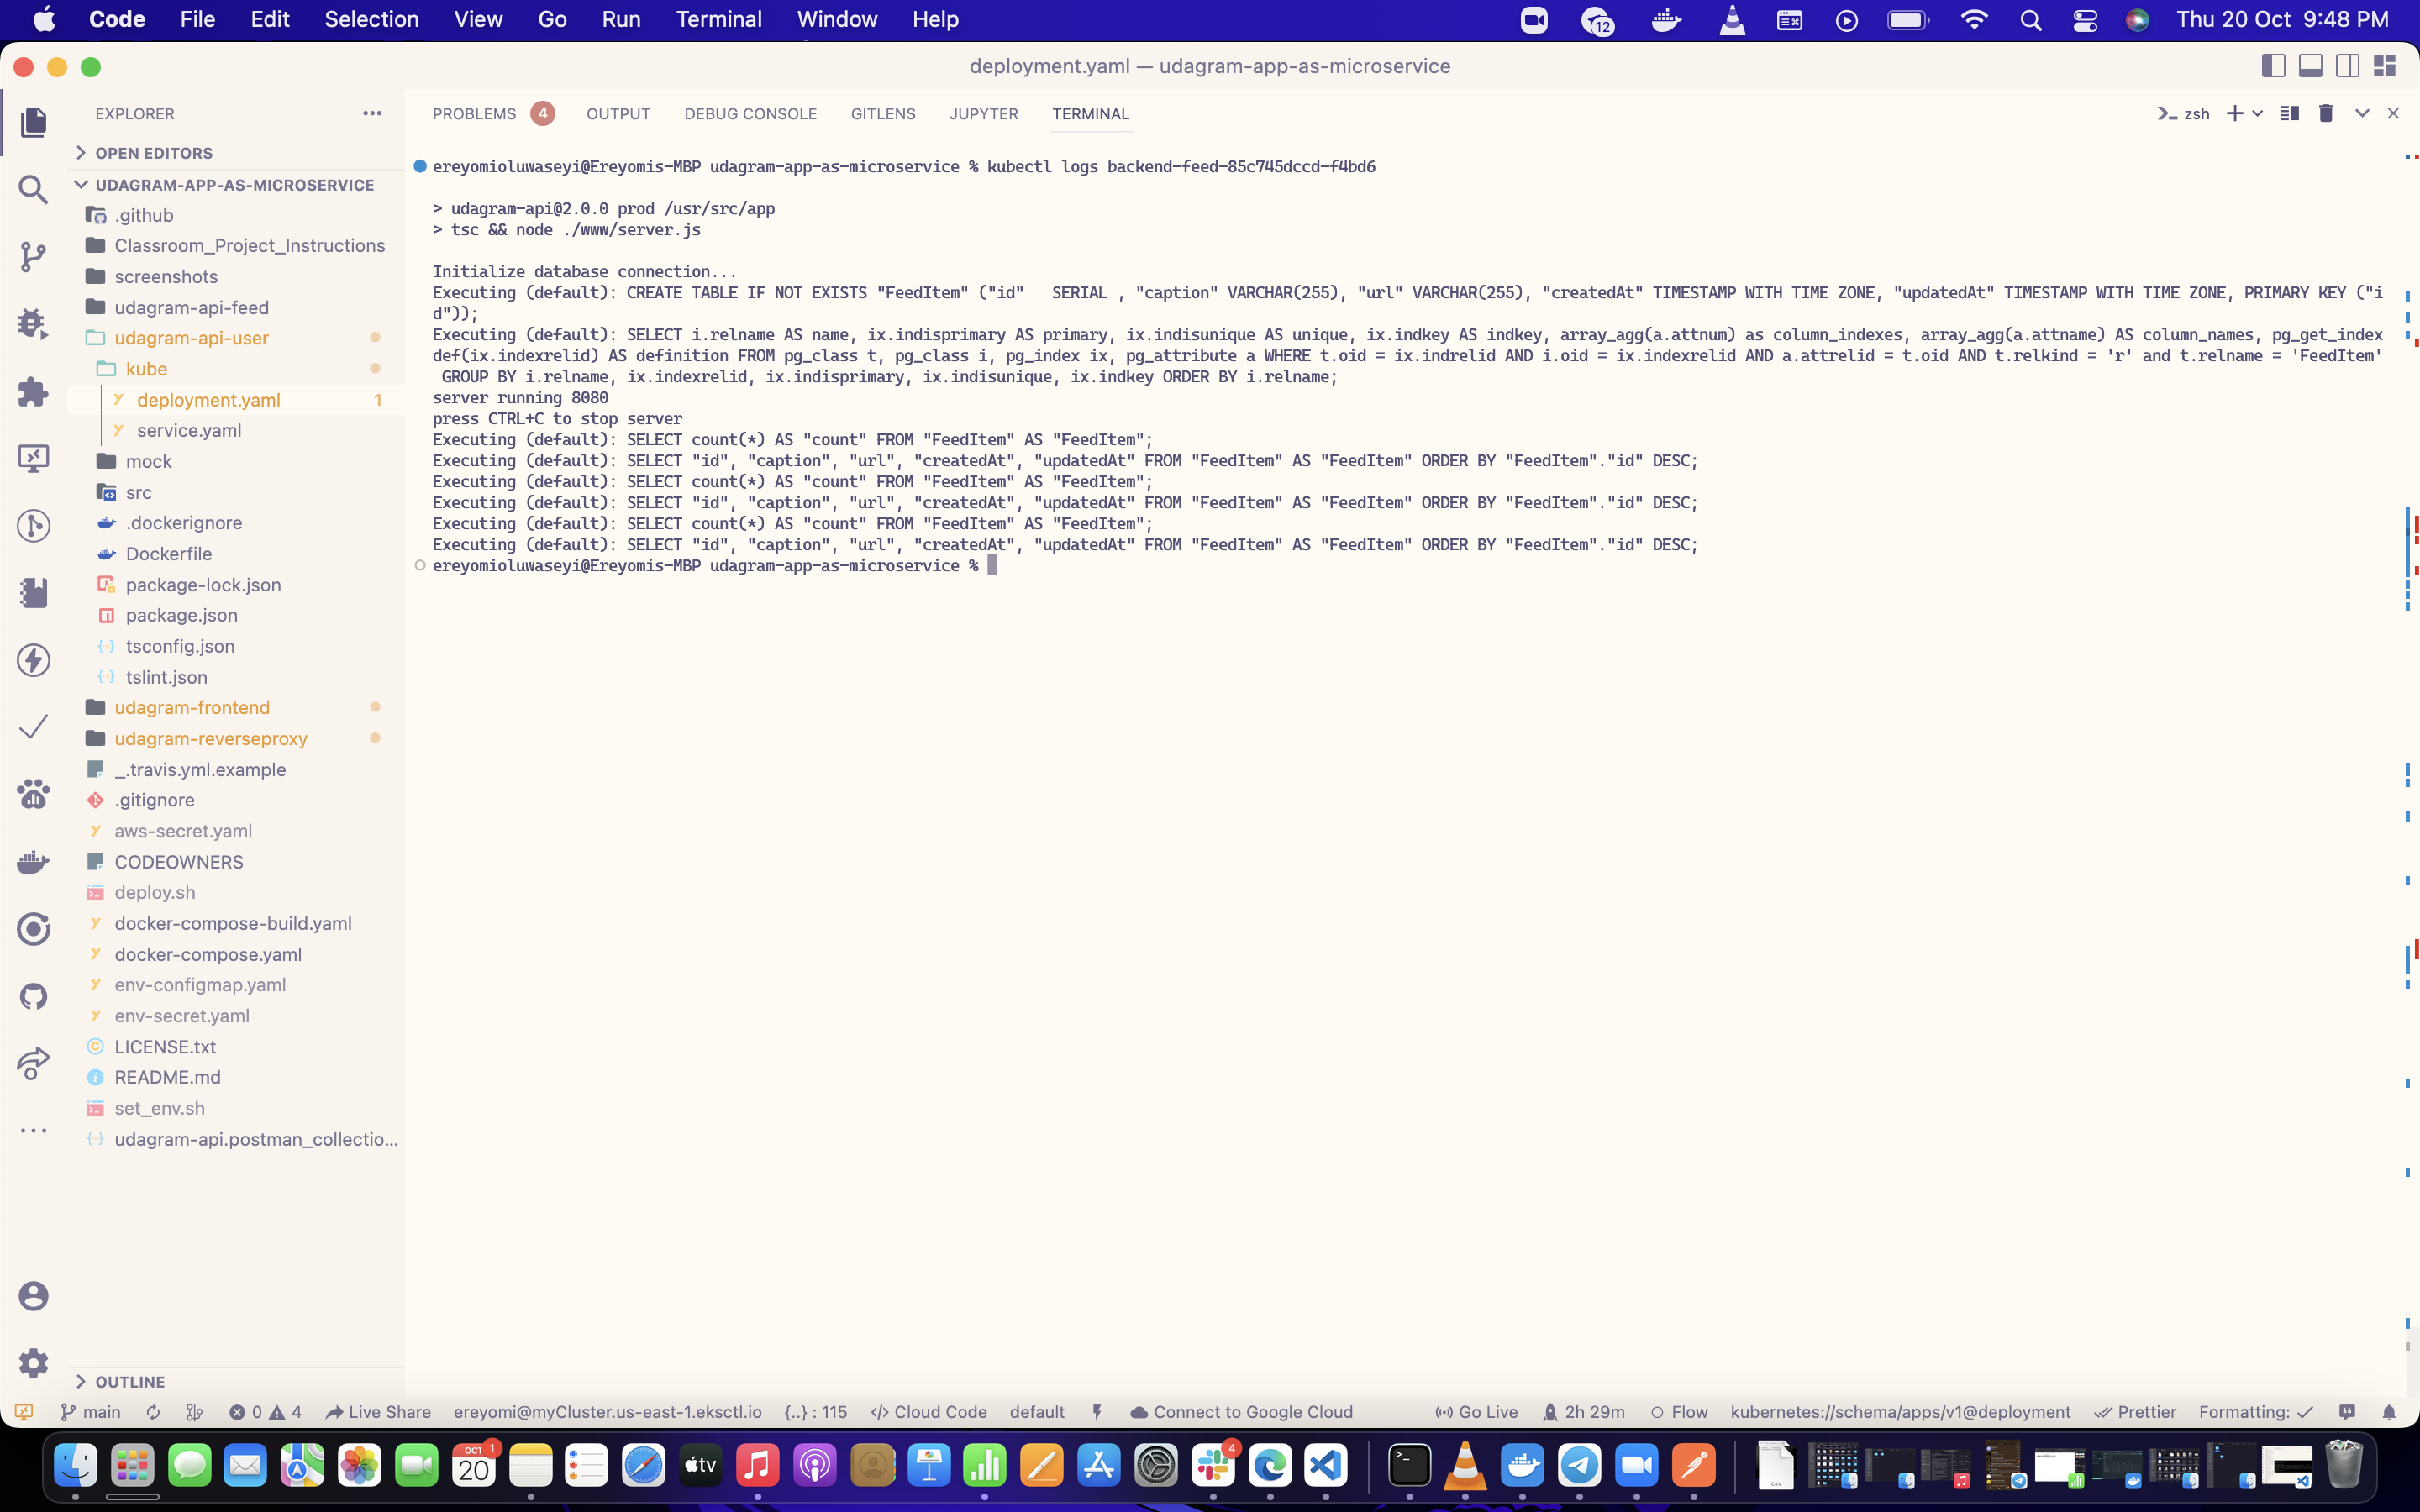 Code File Edit Selection View Go Run Terminal Window Help 12 Thu 20 Oct 9:48 PM
deployment.yaml — udagram-app-as-microservice
EXPLORER
OPEN EDITORS
UDAGRAM-APP-AS-MICROSERVICE
.github
Classroom_Project_Instructions
screenshots
udagram-api-feed
udagram-api-user
kube
deployment.yaml 1
service.yaml
mock
src
.dockerignore
Dockerfile
package-lock.json
package.json
tsconfig.json
tslint.json
udagram-frontend
udagram-reverseproxy
_.travis.yml.example
.gitignore
aws-secret.yaml
CODEOWNERS
deploy.sh
docker-compose-build.yaml
docker-compose.yaml
env-configmap.yaml
env-secret.yaml
LICENSE.txt
README.md
set_env.sh
udagram-api.postman_collectio...
OUTLINE
PROBLEMS 4 OUTPUT DEBUG CONSOLE GITLENS JUPYTER TERMINAL zsh
ereyomioluwaseyi@Ereyomis-MBP udagram-app-as-microservice % kubectl logs backend-feed-85c745dccd-f4bd6
> udagram-api@2.0.0 prod /usr/src/app
> tsc && node ./www/server.js
Initialize database connection...
Executing (default): CREATE TABLE IF NOT EXISTS "FeedItem" ("id"   SERIAL , "caption" VARCHAR(255), "url" VARCHAR(255), "createdAt" TIMESTAMP WITH TIME ZONE, "updatedAt" TIMESTAMP WITH TIME ZONE, PRIMARY KEY ("i
d"));
Executing (default): SELECT i.relname AS name, ix.indisprimary AS primary, ix.indisunique AS unique, ix.indkey AS indkey, array_agg(a.attnum) as column_indexes, array_agg(a.attname) AS column_names, pg_get_index
def(ix.indexrelid) AS definition FROM pg_class t, pg_class i, pg_index ix, pg_attribute a WHERE t.oid = ix.indrelid AND i.oid = ix.indexrelid AND a.attrelid = t.oid AND t.relkind = 'r' and t.relname = 'FeedItem'
GROUP BY i.relname, ix.indexrelid, ix.indisprimary, ix.indisunique, ix.indkey ORDER BY i.relname;
server running 8080
press CTRL+C to stop server
Executing (default): SELECT count(*) AS "count" FROM "FeedItem" AS "FeedItem";
Executing (default): SELECT "id", "caption", "url", "createdAt", "updatedAt" FROM "FeedItem" AS "FeedItem" ORDER BY "FeedItem"."id" DESC;
Executing (default): SELECT count(*) AS "count" FROM "FeedItem" AS "FeedItem";
Executing (default): SELECT "id", "caption", "url", "createdAt", "updatedAt" FROM "FeedItem" AS "FeedItem" ORDER BY "FeedItem"."id" DESC;
Executing (default): SELECT count(*) AS "count" FROM "FeedItem" AS "FeedItem";
Executing (default): SELECT "id", "caption", "url", "createdAt", "updatedAt" FROM "FeedItem" AS "FeedItem" ORDER BY "FeedItem"."id" DESC;
ereyomioluwaseyi@Ereyomis-MBP udagram-app-as-microservice %
main 0 4 Live Share ereyomi@myCluster.us-east-1.eksctl.io {..} : 115 </> Cloud Code default Connect to Google Cloud Go Live 2h 29m Flow kubernetes://schema/apps/v1@deployment Prettier Formatting: ✓
OCT 20 1 tv 4 CSV